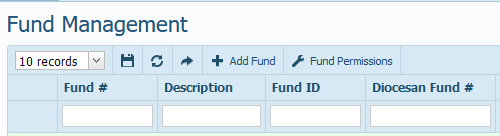 Fund Management
10 records Add Fund Fund Permissions
Fund # Description Fund ID Diocesan Fund #